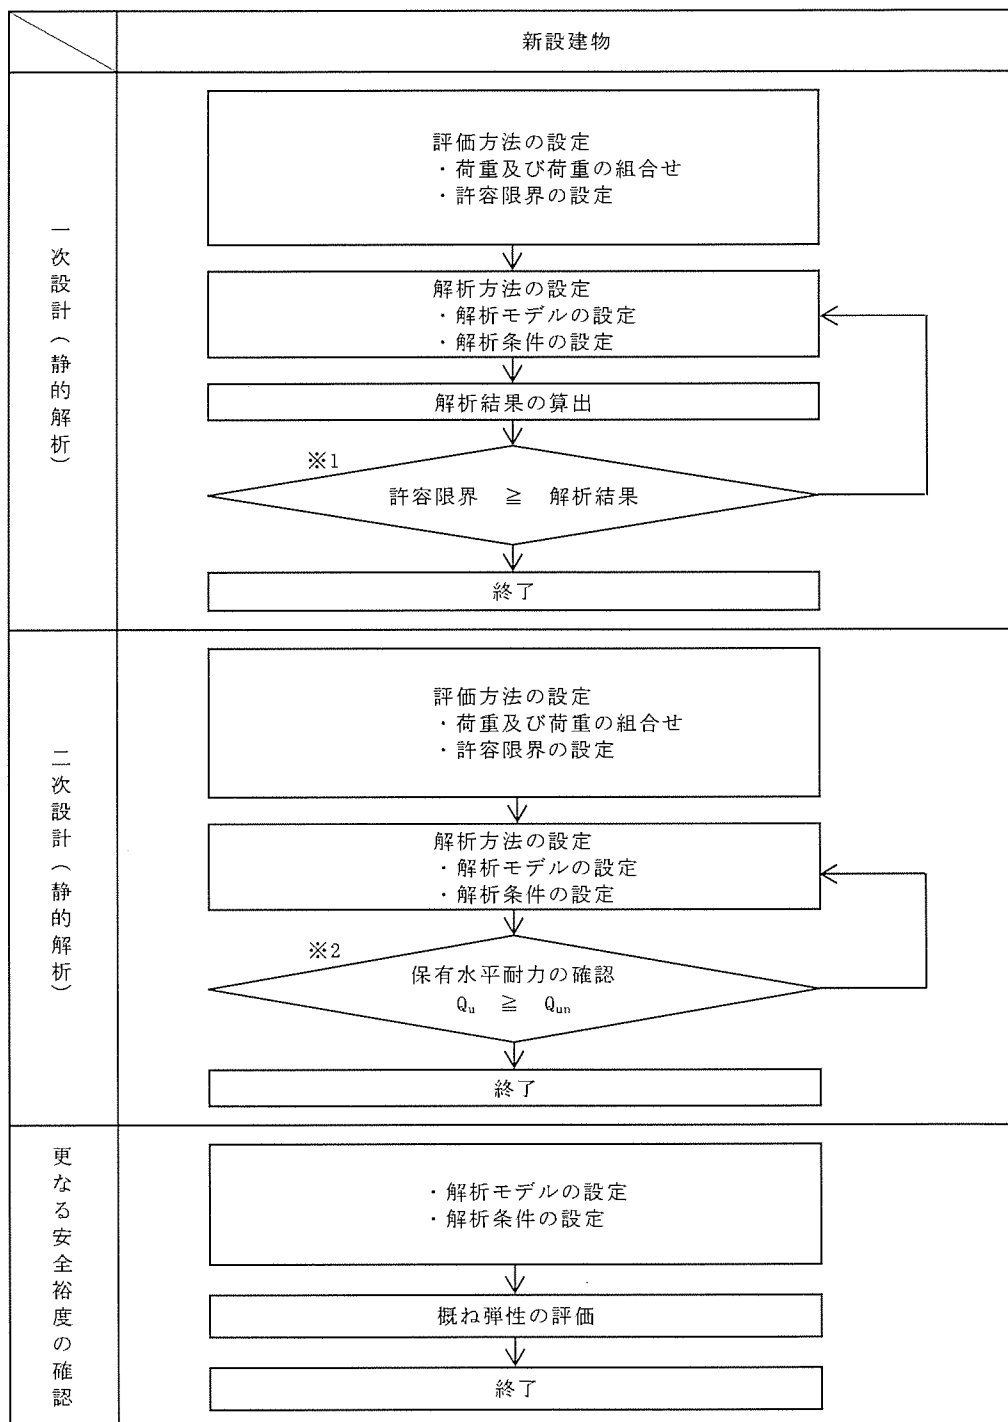 新設建物
一次設計（静的解析）
評価方法の設定
・荷重及び荷重の組合せ
・許容限界の設定
解析方法の設定
・解析モデルの設定
・解析条件の設定
解析結果の算出
※1
許容限界 ≧ 解析結果
終了
二次設計（静的解析）
評価方法の設定
・荷重及び荷重の組合せ
・許容限界の設定
解析方法の設定
・解析モデルの設定
・解析条件の設定
※2
保有水平耐力の確認
Qu ≧ Qun
終了
更なる安全裕度の確認
・解析モデルの設定
・解析条件の設定
概ね弾性の評価
終了